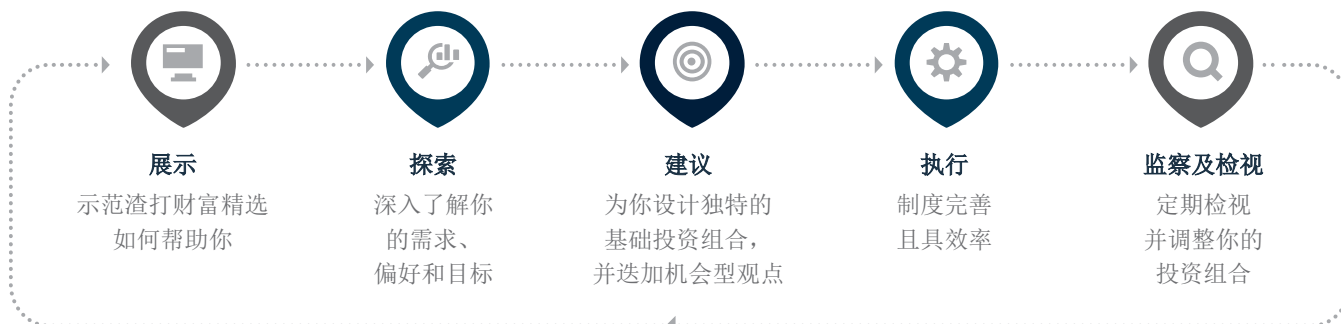 展示
示范渣打财富精选
如何帮助你
探索
深入了解你
的需求、
偏好和目标
建议
为你设计独特的
基础投资组合，
并迭加机会型观点
执行
制度完善
且具效率
监察及检视
定期检视
并调整你的
投资组合